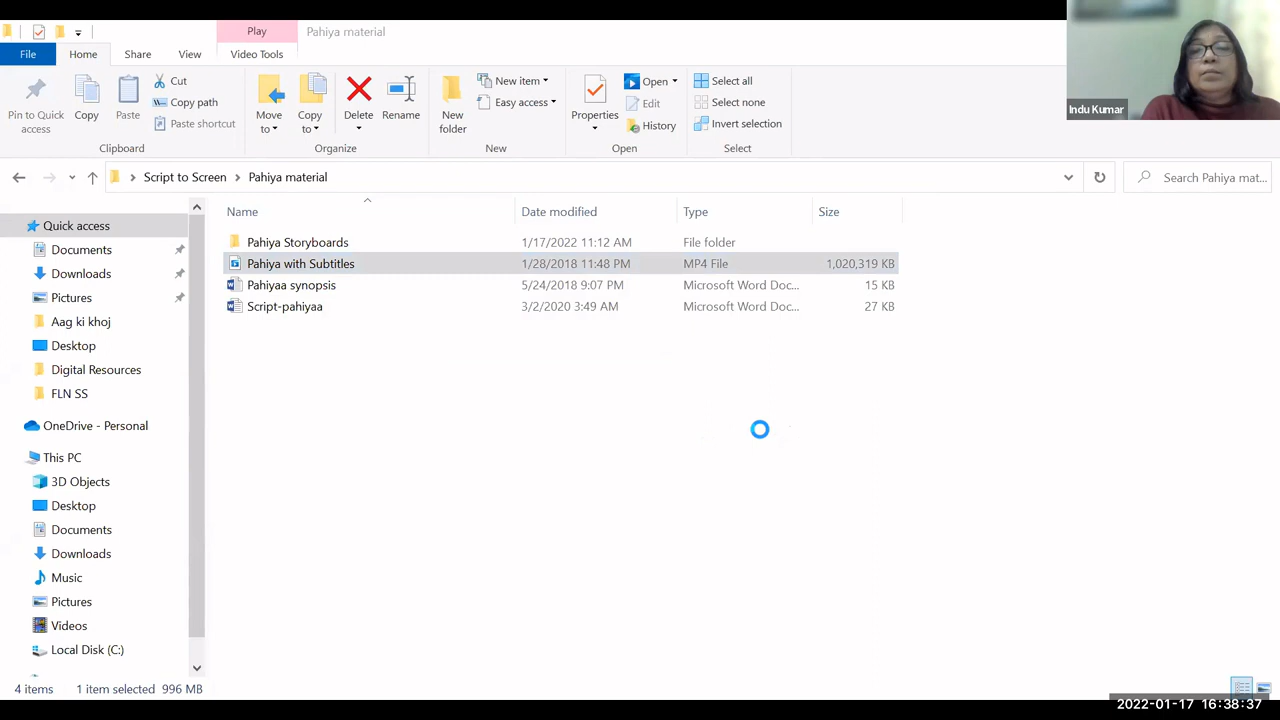 Play
Pahiya material
File
Home
Share
View
Video Tools
Pin to Quick access
Copy
Paste
Cut
Copy path
Paste shortcut
Clipboard
Move to
Copy to
Delete
Rename
Organize
New folder
New item
Easy access
New
Properties
Open
Edit
History
Open
Select all
Select none
Invert selection
Select
Indu Kumar
Script to Screen
Pahiya material
Search Pahiya mat...
Name
Date modified
Type
Size
Pahiya Storyboards 1/17/2022 11:12 AM File folder
Pahiya with Subtitles 1/28/2018 11:48 PM MP4 File 1,020,319 KB
Pahiyaa synopsis 5/24/2018 9:07 PM Microsoft Word Doc... 15 KB
Script-pahiyaa 3/2/2020 3:49 AM Microsoft Word Doc... 27 KB
Quick access
Documents
Downloads
Pictures
Aag ki khoj
Desktop
Digital Resources
FLN SS
OneDrive - Personal
This PC
3D Objects
Desktop
Documents
Downloads
Music
Pictures
Videos
Local Disk (C:)
4 items 1 item selected 996 MB
2022-01-17 16:38:37